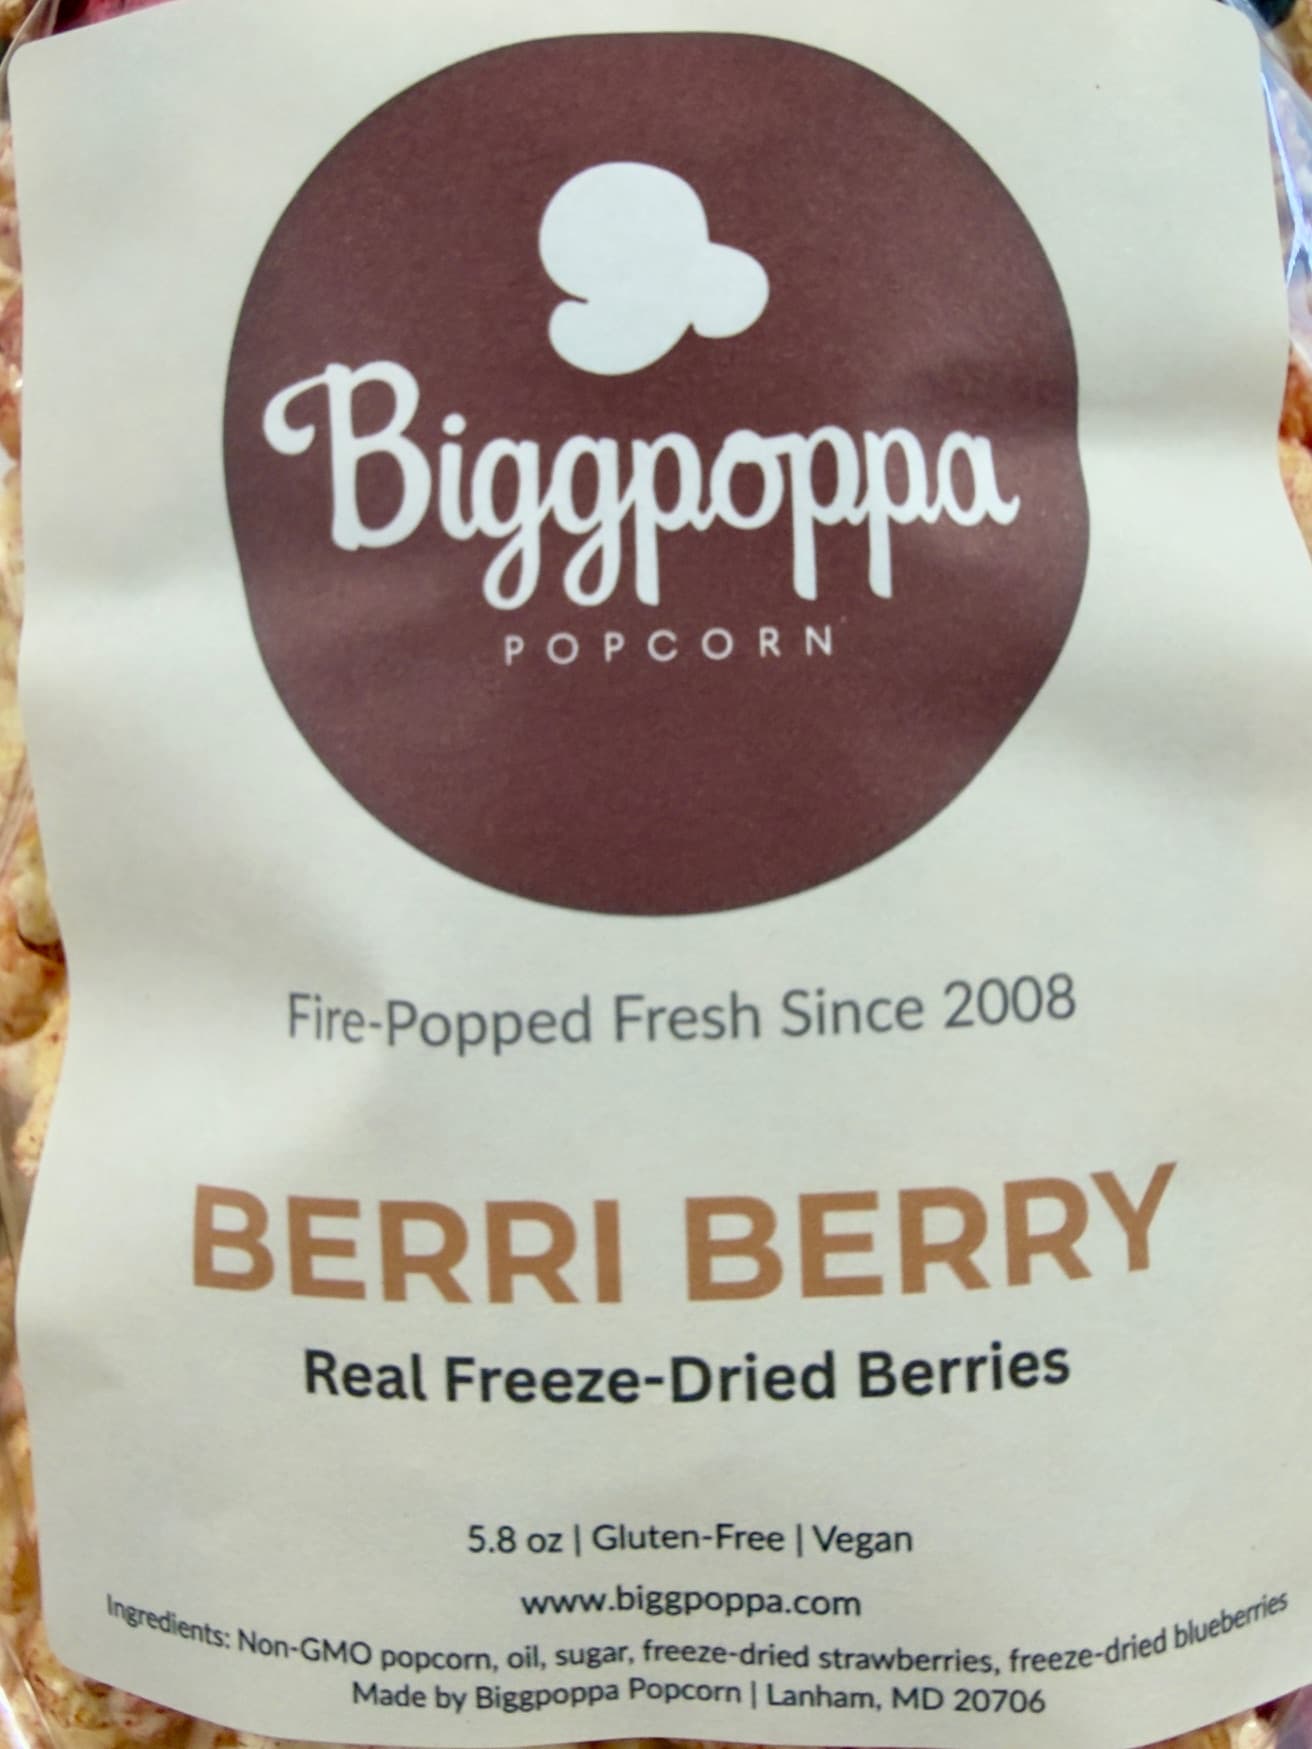 Biggpoppa
POPCORN
Fire-Popped Fresh Since 2008
BERRI BERRY
Real Freeze-Dried Berries
5.8 oz | Gluten-Free | Vegan
www.biggpoppa.com
Ingredients: Non-GMO popcorn, oil, sugar, freeze-dried strawberries, freeze-dried blueberries
Made by Biggpoppa Popcorn | Lanham, MD 20706